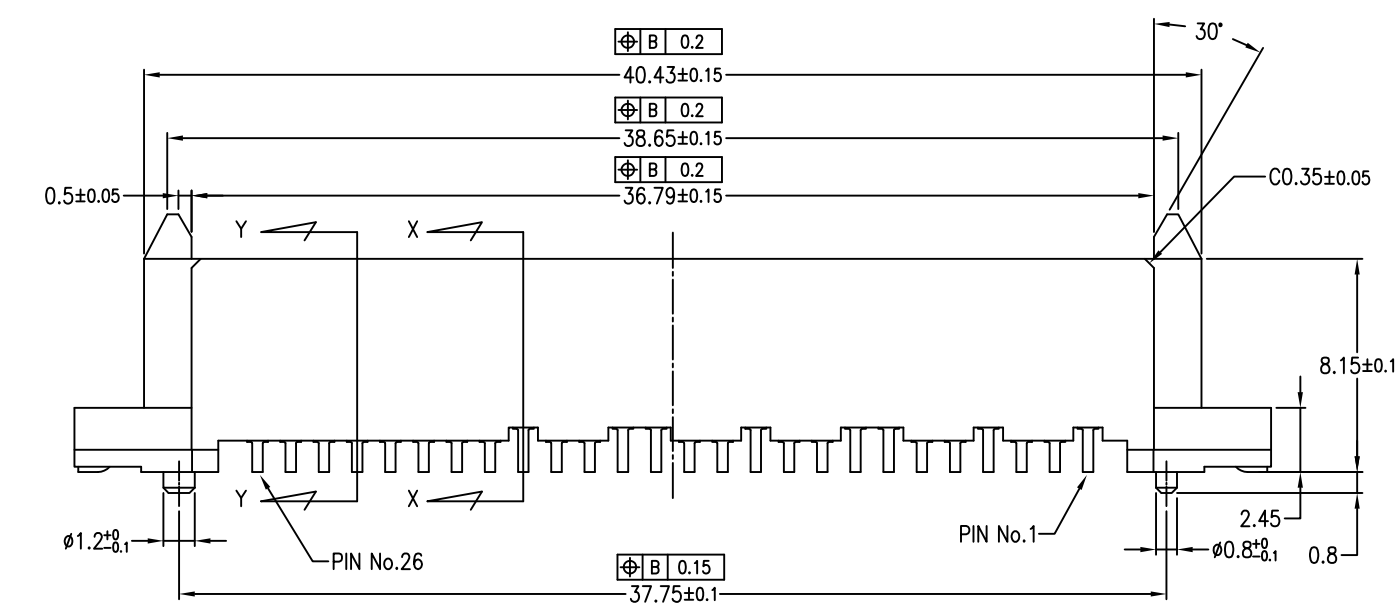 30°
⌖ B 0.2
40.43±0.15
⌖ B 0.2
38.65±0.15
⌖ B 0.2
36.79±0.15
0.5±0.05
C0.35±0.05
Y
X
8.15±0.1
Y
X
2.45
0.8
PIN No.1
ø1.2+0 -0.1
ø0.8+0 -0.1
PIN No.26
⌖ B 0.15
37.75±0.1